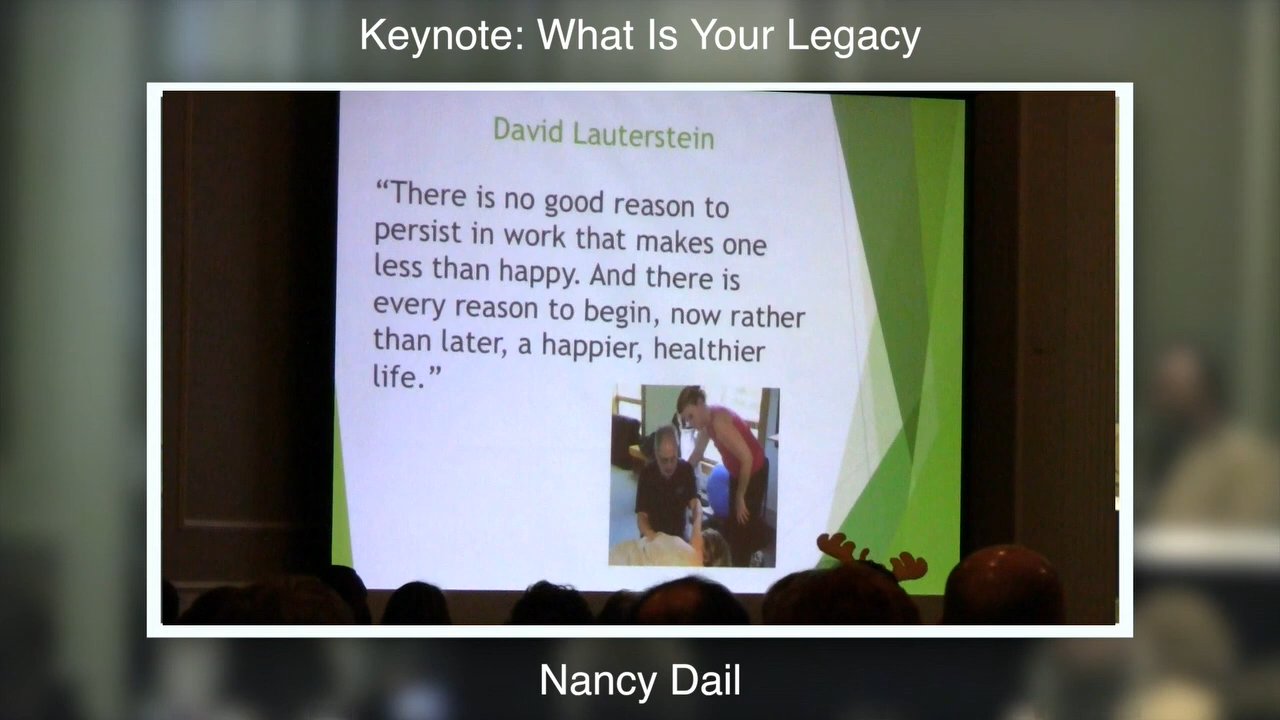 Keynote: What Is Your Legacy
David Lauterstein
“There is no good reason to
persist in work that makes one
less than happy. And there is
every reason to begin, now rather
than later, a happier, healthier
life.”
Nancy Dail